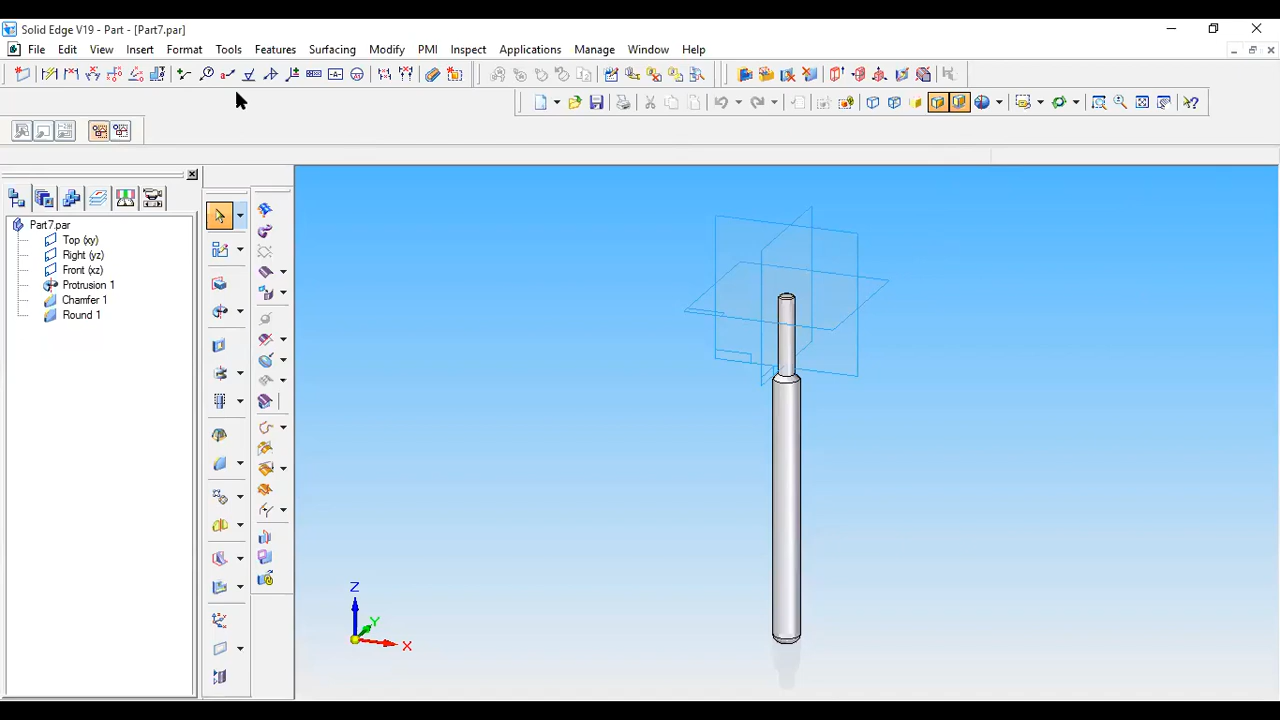 Solid Edge V19 - Part - [Part7.par]
File Edit View Insert Format Tools Features Surfacing Modify PMI Inspect Applications Manage Window Help
Part7.par
Top (xy)
Right (yz)
Front (xz)
Protrusion 1
Chamfer 1
Round 1
Z
Y
X